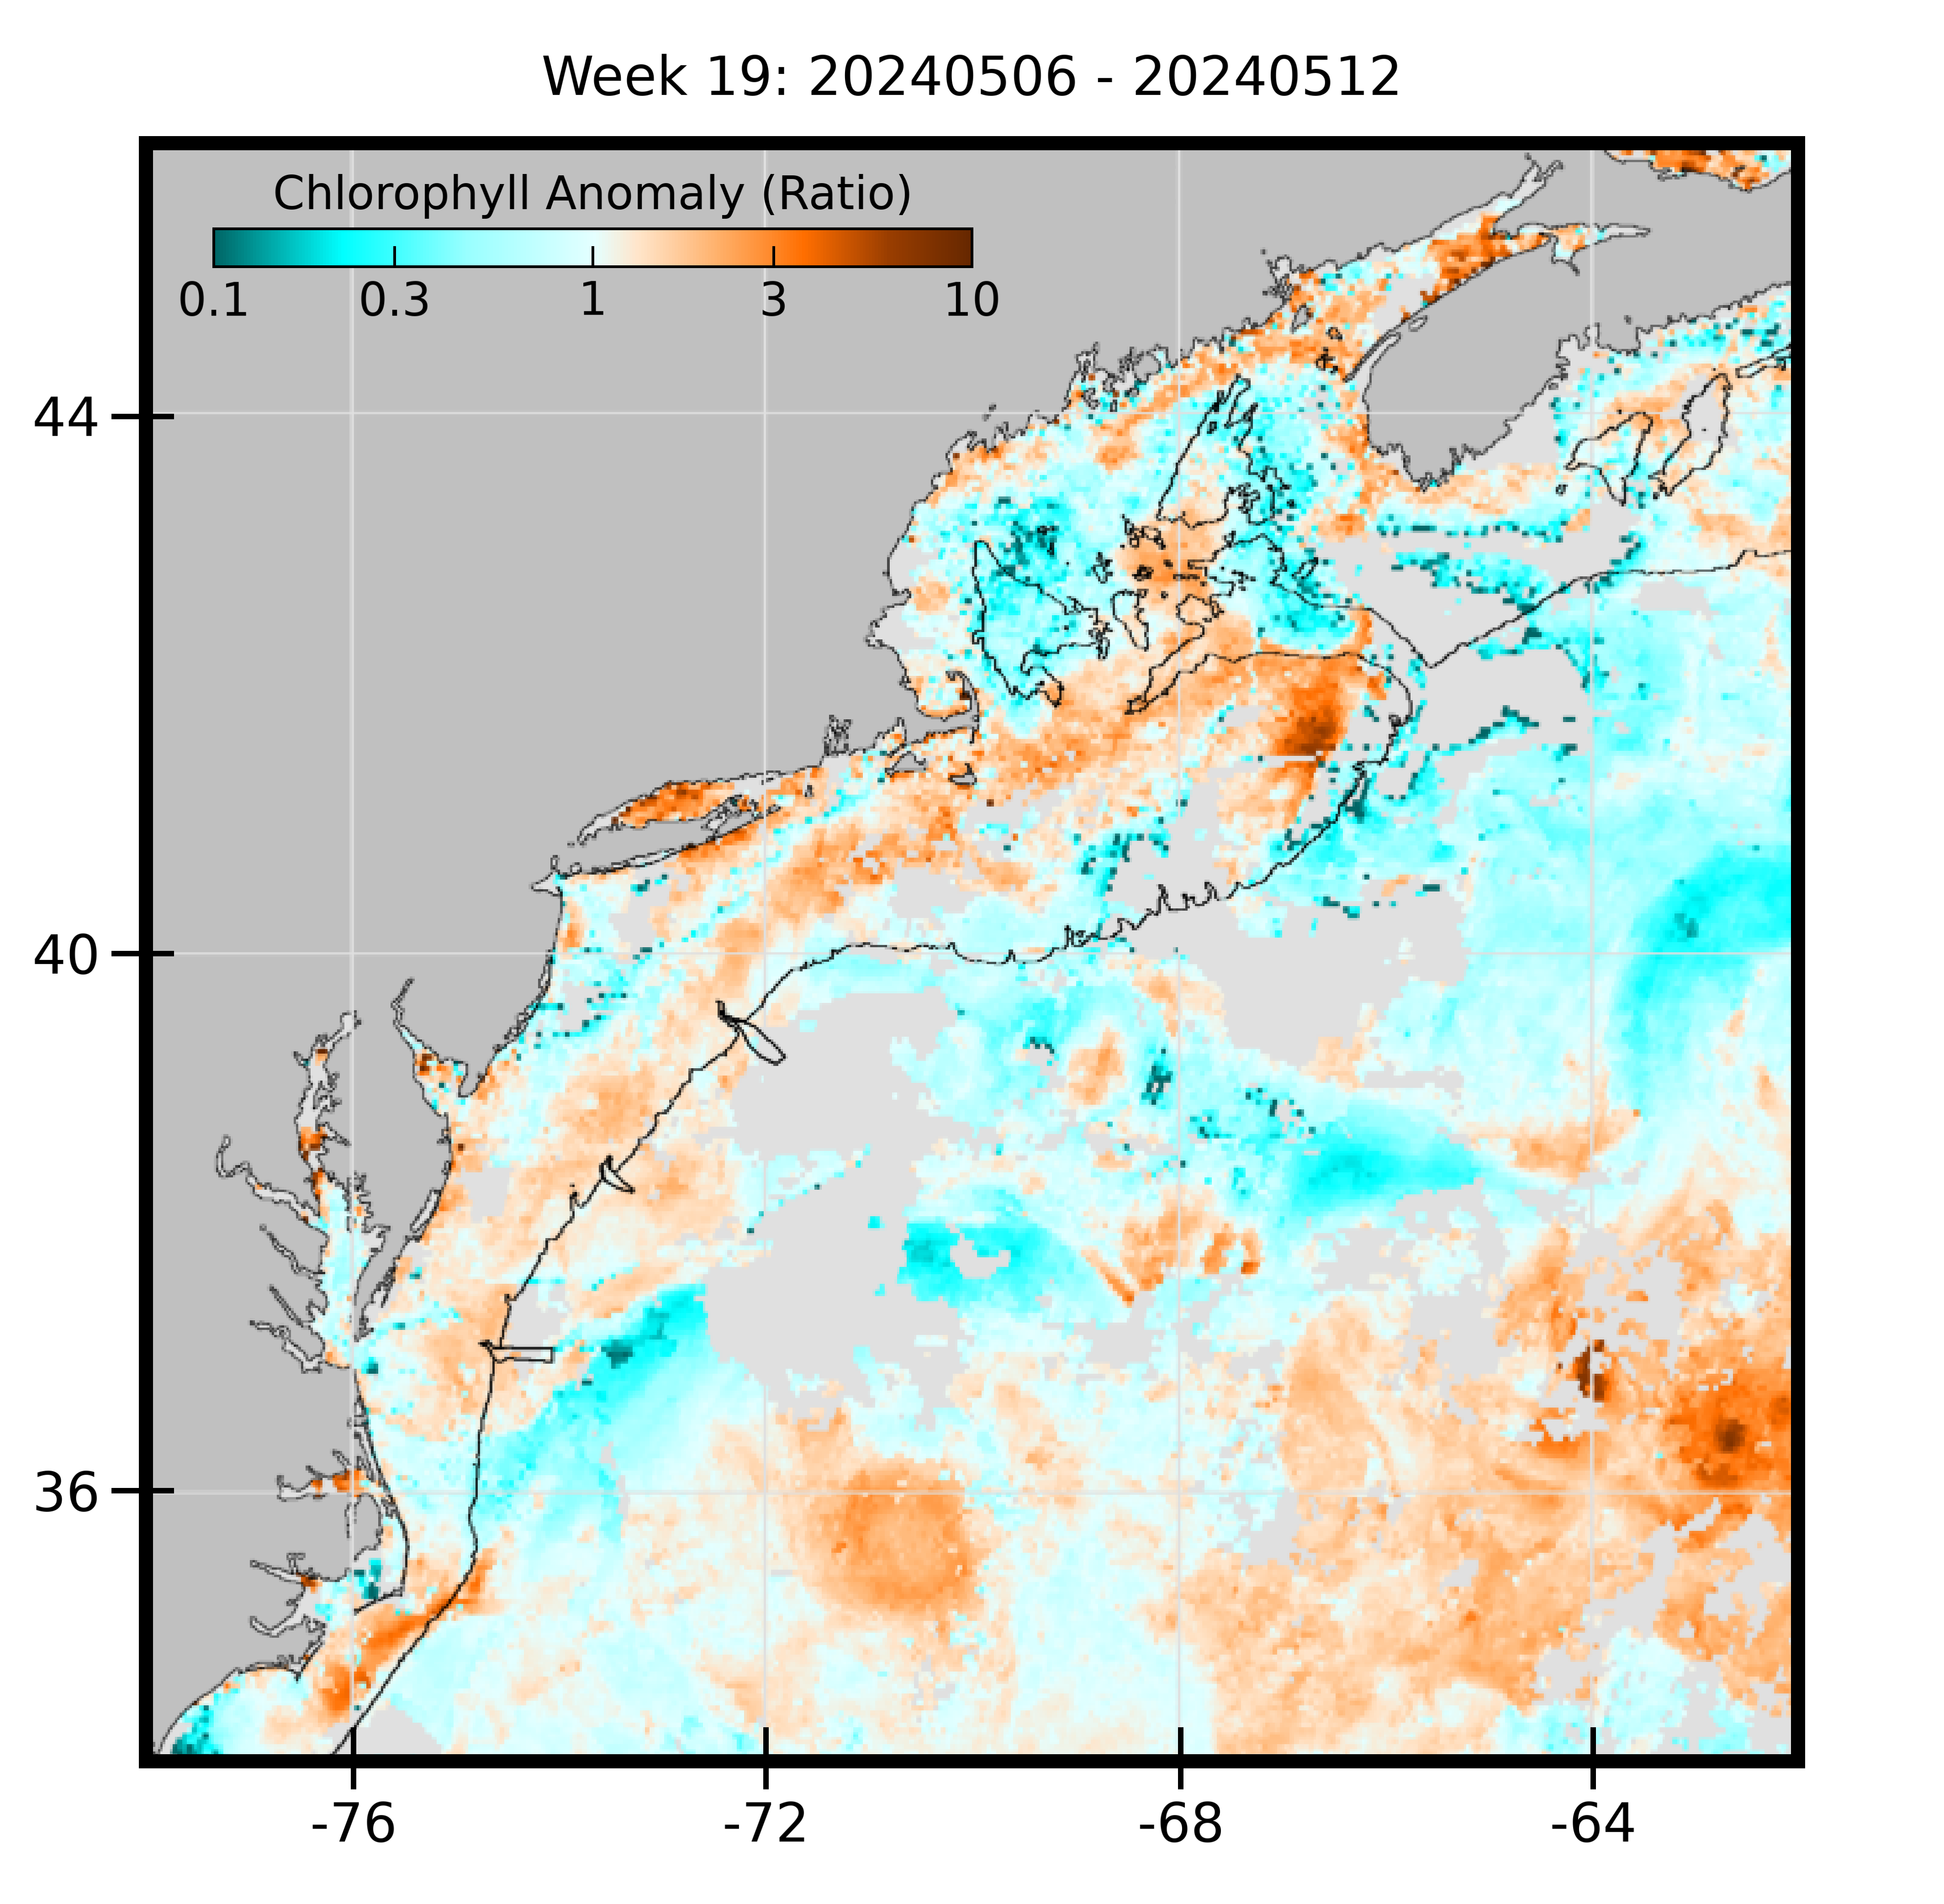 Week 19: 20240506 - 20240512
Chlorophyll Anomaly (Ratio)
0.1 0.3 1 3 10
44
40
36
-76 -72 -68 -64